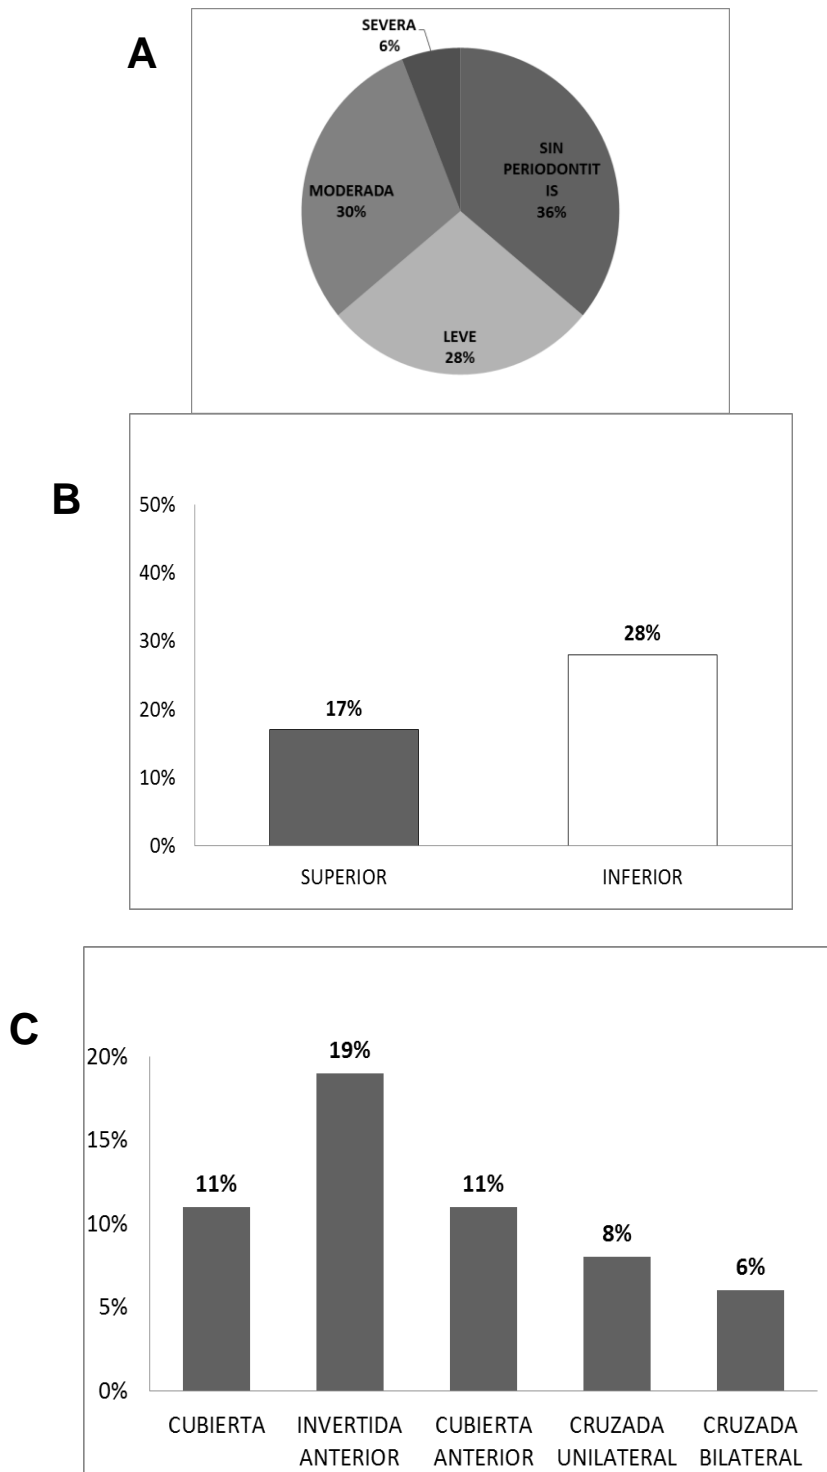 A
SEVERA
6%
SIN
PERIODONTIT
IS
36%
MODERADA
30%
LEVE
28%
B
50%
40%
30%
20%
10%
0%
17%
28%
SUPERIOR
INFERIOR
C
20%
15%
10%
5%
0%
11%
19%
11%
8%
6%
CUBIERTA
INVERTIDA
ANTERIOR
CUBIERTA
ANTERIOR
CRUZADA
UNILATERAL
CRUZADA
BILATERAL